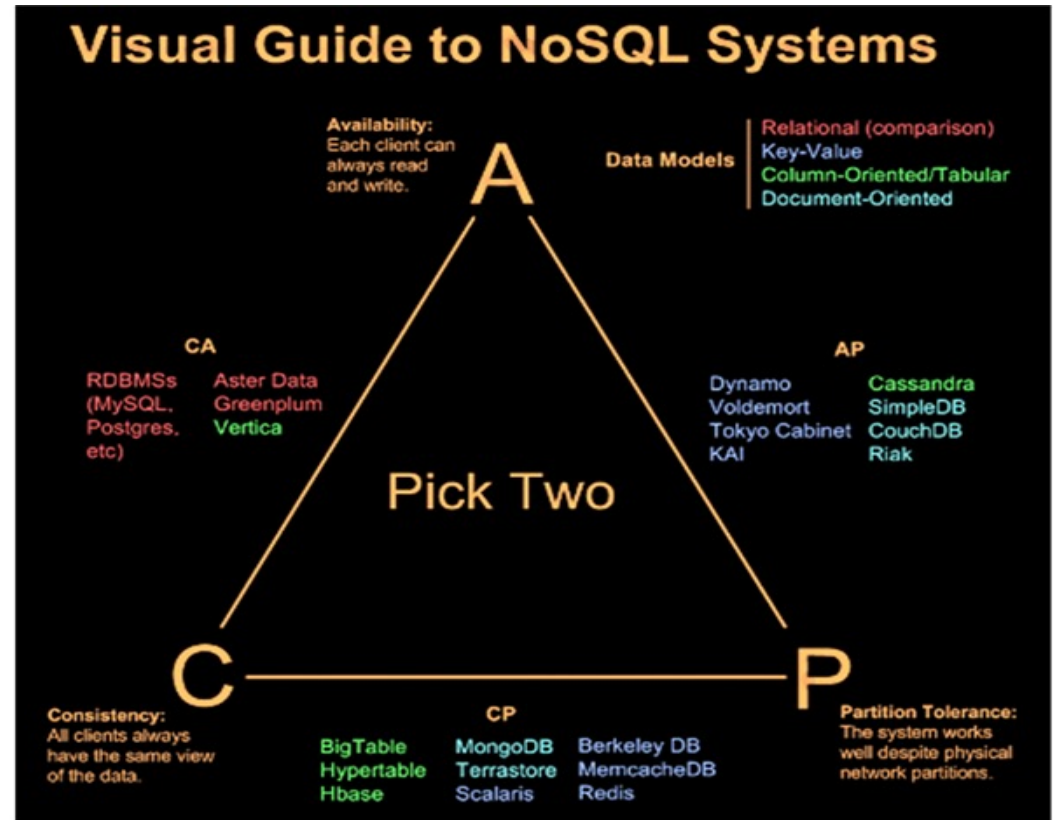 Visual Guide to NoSQL Systems
Availability:
Each client can
always read
and write.
A
Data Models
Relational (comparison)
Key-Value
Column-Oriented/Tabular
Document-Oriented
CA
RDBMSs
(MySQL,
Postgres,
etc)
Aster Data
Greenplum
Vertica
AP
Dynamo
Voldemort
Tokyo Cabinet
KAI
Cassandra
SimpleDB
CouchDB
Riak
Pick Two
C
P
Consistency:
All clients always
have the same view
of the data.
CP
BigTable
Hypertable
Hbase
MongoDB
Terrastore
Scalaris
Berkeley DB
MemcacheDB
Redis
Partition Tolerance:
The system works
well despite physical
network partitions.